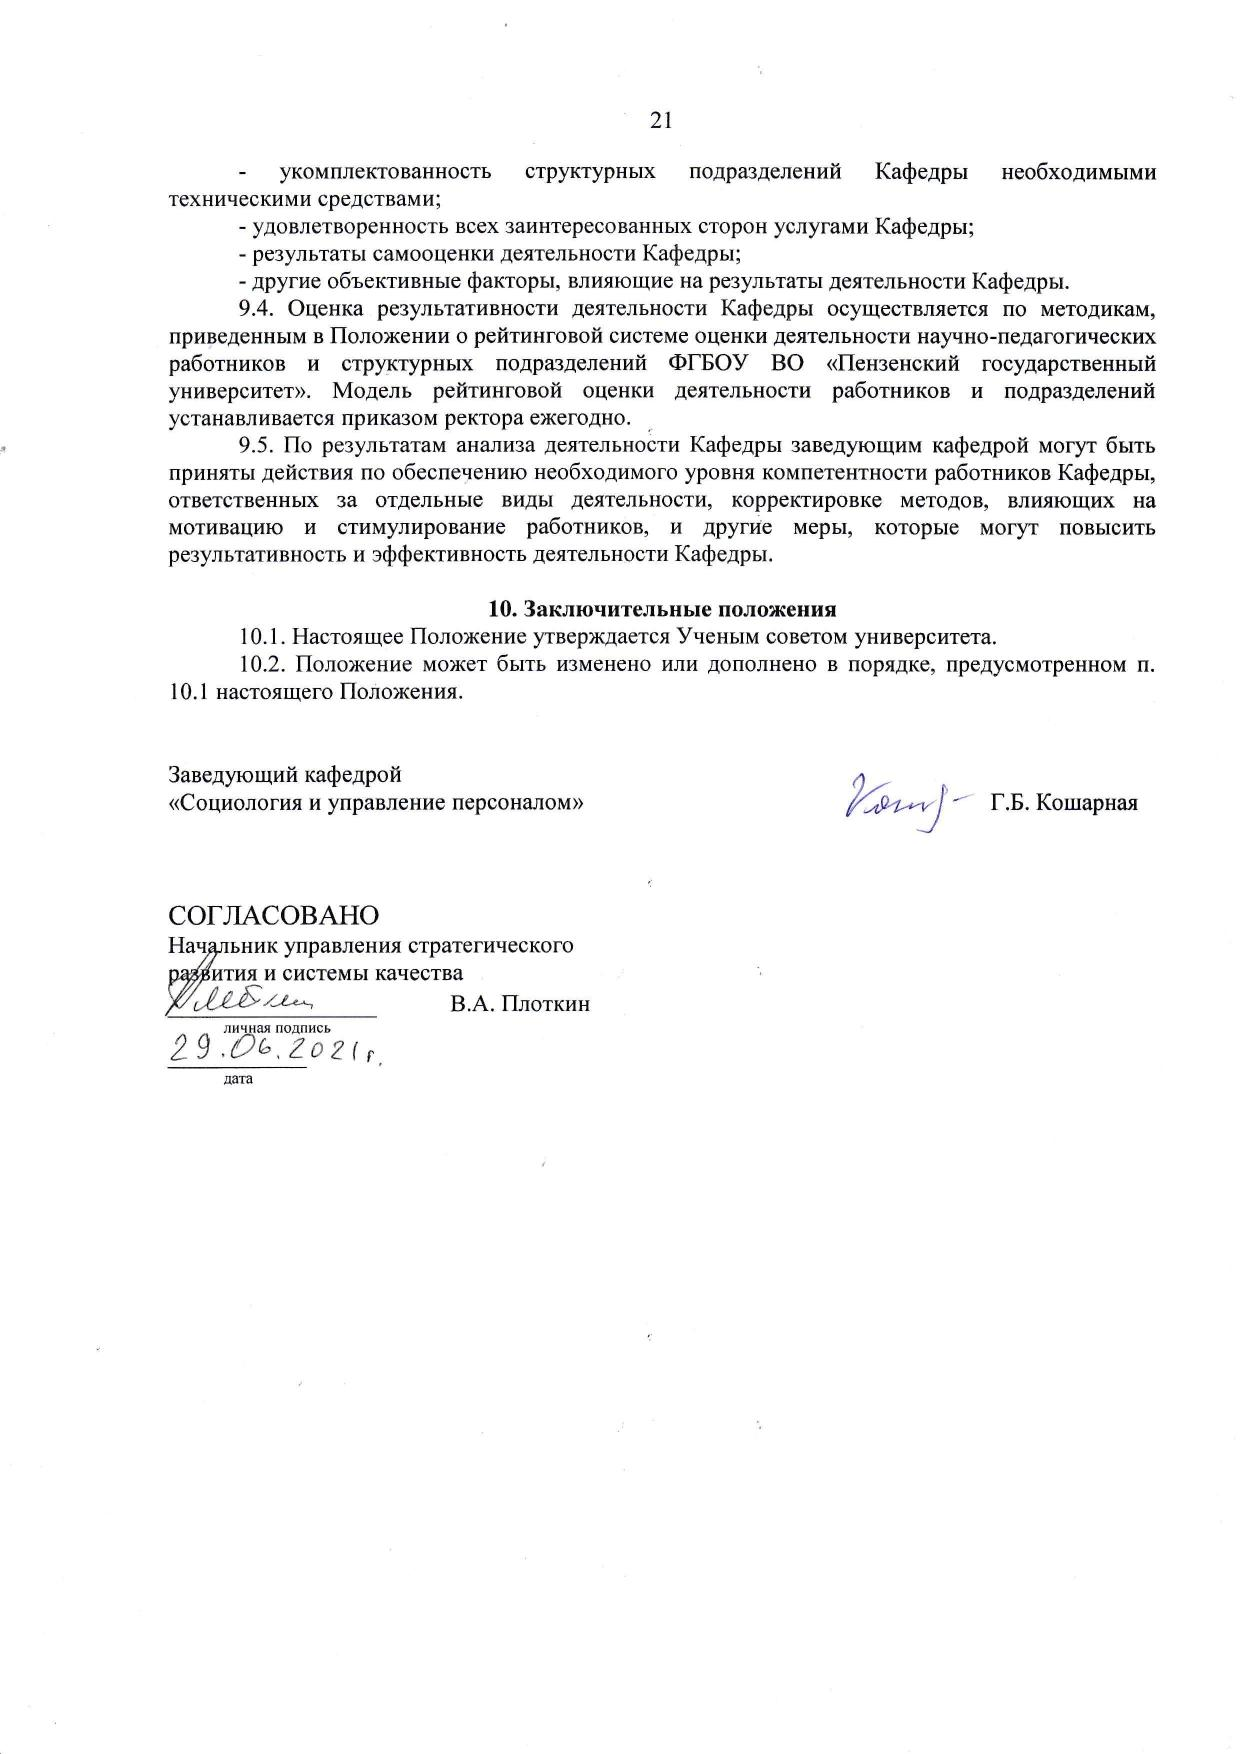 21
- укомплектованность структурных подразделений Кафедры необходимыми
техническими средствами;
- удовлетворенность всех заинтересованных сторон услугами Кафедры;
- результаты самооценки деятельности Кафедры;
- другие объективные факторы, влияющие на результаты деятельности Кафедры.
9.4. Оценка результативности деятельности Кафедры осуществляется по методикам,
приведенным в Положении о рейтинговой системе оценки деятельности научно-педагогических
работников и структурных подразделений ФГБОУ ВО «Пензенский государственный
университет». Модель рейтинговой оценки деятельности работников и подразделений
устанавливается приказом ректора ежегодно.
9.5. По результатам анализа деятельности Кафедры заведующим кафедрой могут быть
приняты действия по обеспечению необходимого уровня компетентности работников Кафедры,
ответственных за отдельные виды деятельности, корректировке методов, влияющих на
мотивацию и стимулирование работников, и другие меры, которые могут повысить
результативность и эффективность деятельности Кафедры.
10. Заключительные положения
10.1. Настоящее Положение утверждается Ученым советом университета.
10.2. Положение может быть изменено или дополнено в порядке, предусмотренном п.
10.1 настоящего Положения.
Заведующий кафедрой
«Социология и управление персоналом» Г.Б. Кошарная
СОГЛАСОВАНО
Начальник управления стратегического
развития и системы качества
В.А. Плоткин
личная подпись
29.06.2021г.
дата